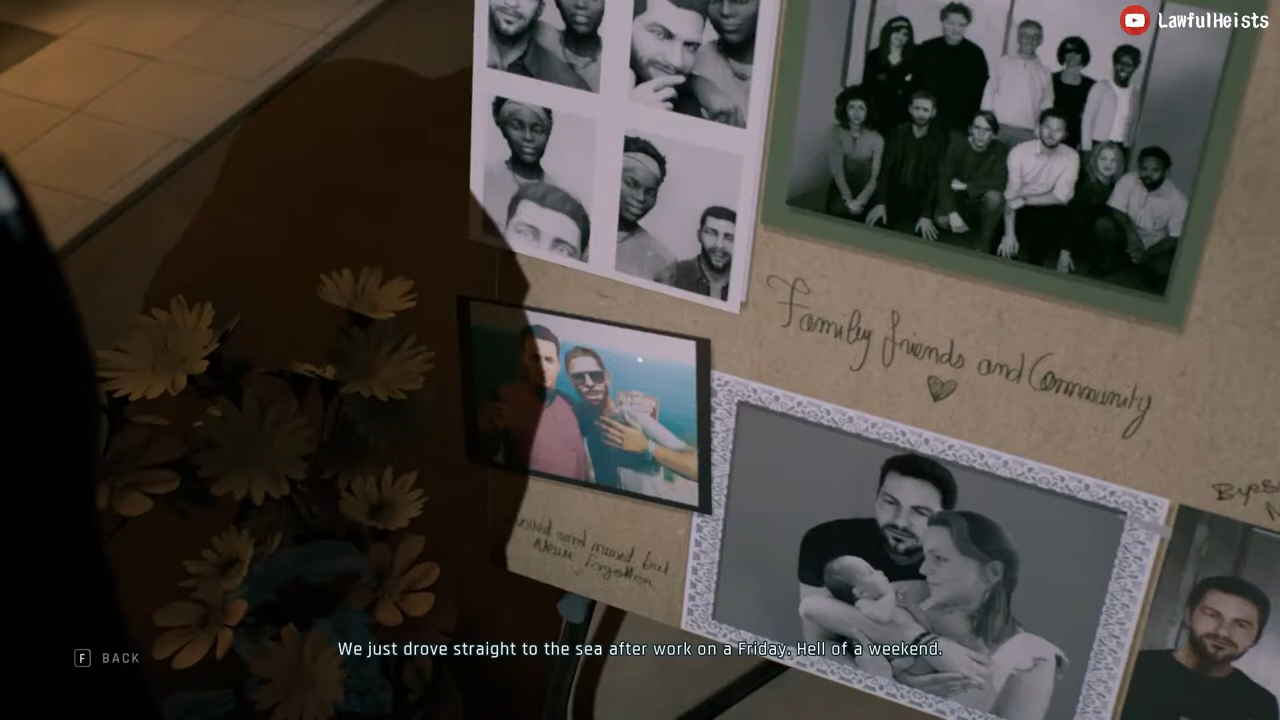 LawfulHeists
Family friends and Community
and missed but
Never forgotten
We just drove straight to the sea after work on a Friday. Hell of a weekend.
F BACK